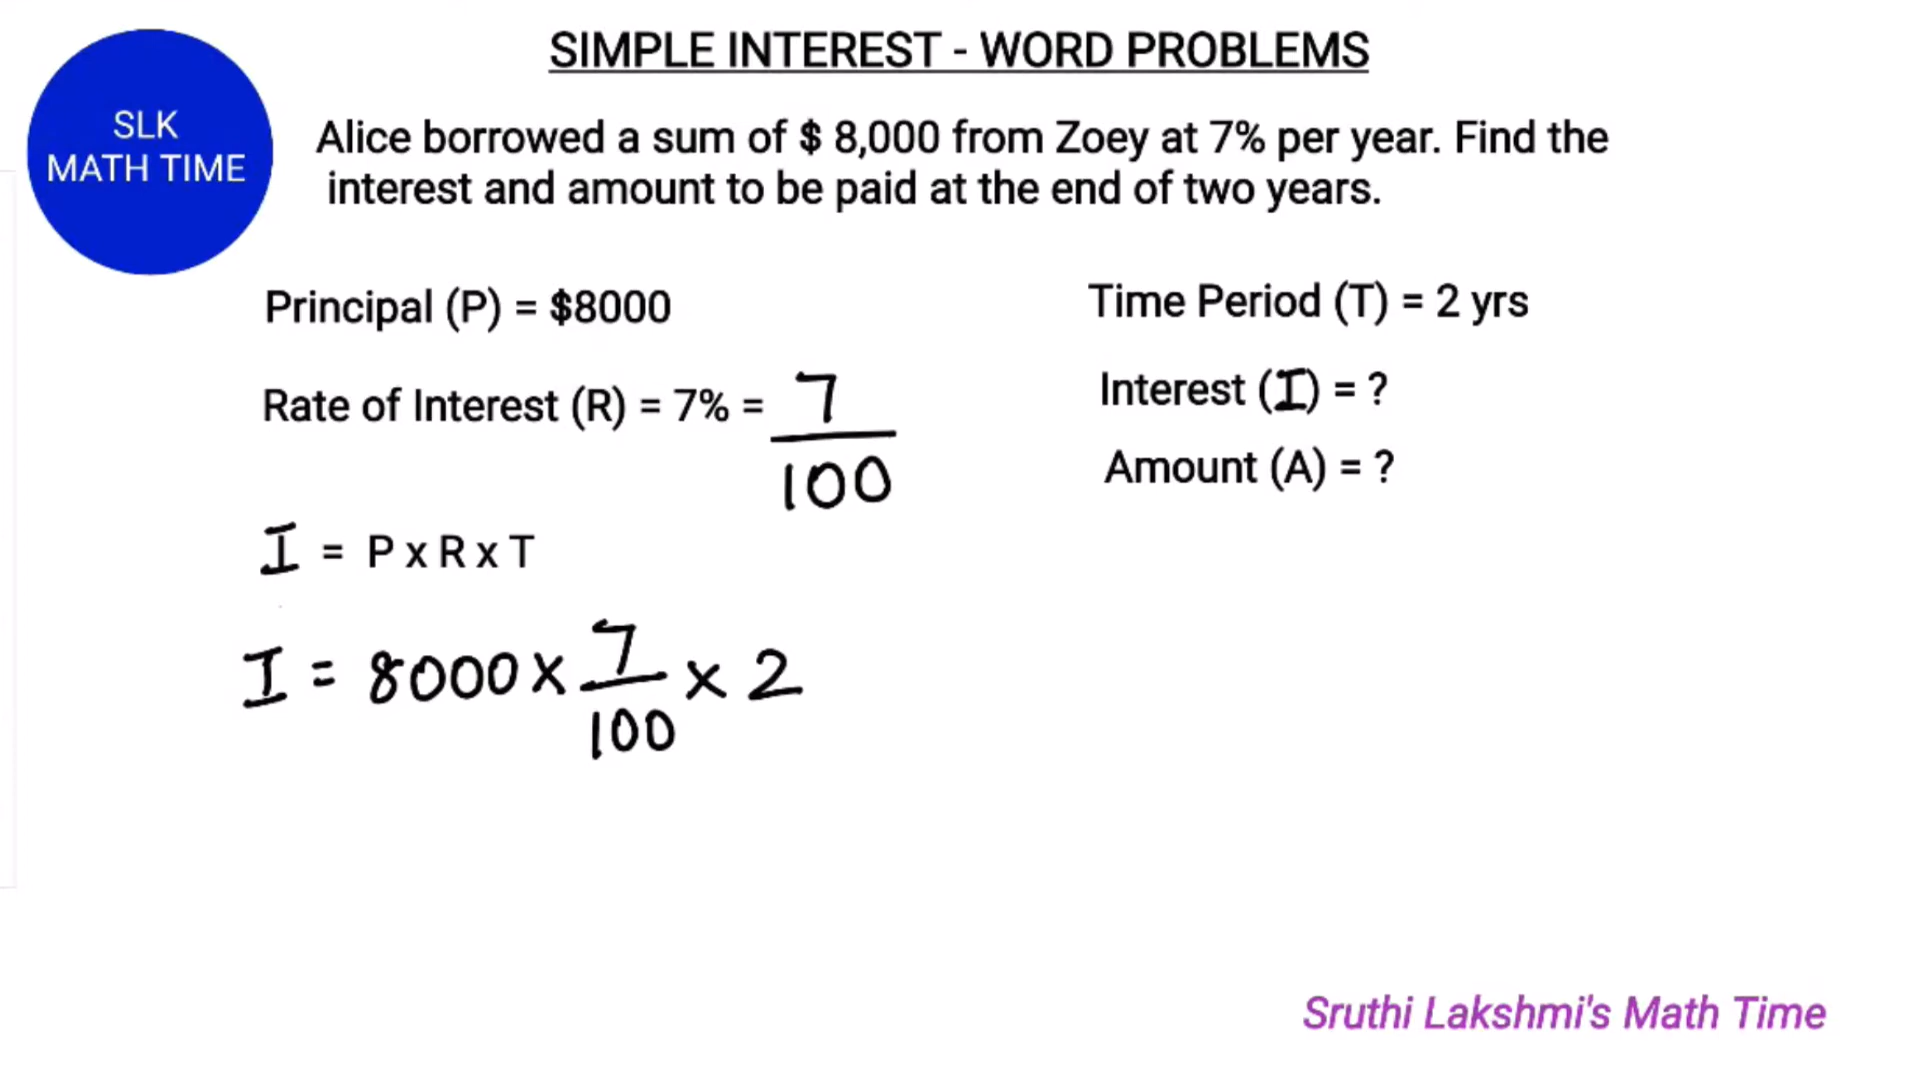 SIMPLE INTEREST - WORD PROBLEMS
SLK
MATH TIME
Alice borrowed a sum of $ 8,000 from Zoey at 7% per year. Find the
interest and amount to be paid at the end of two years.
Principal (P) = $8000
Time Period (T) = 2 yrs
Rate of Interest (R) = 7% = 7/100
Interest (I) = ?
Amount (A) = ?
I = P x R x T
I = 8000 x 7/100 x 2
Sruthi Lakshmi's Math Time